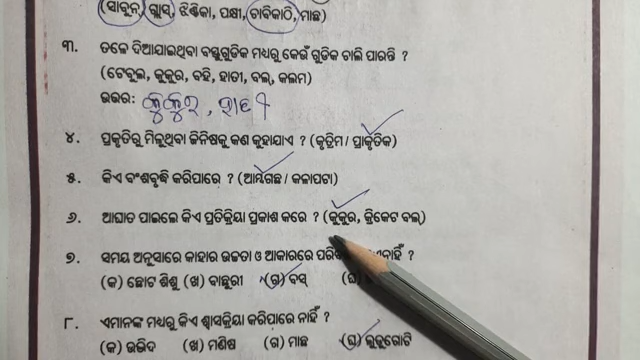 (ସାବୁନ୍, ଗ୍ଲାସ୍, ଝିଣ୍ଟିକା, ପକ୍ଷୀ, ଚାବିକାଠି, ମାଛ)
୩. ତଳେ ଦିଆଯାଇଥିବା ବସ୍ତୁଗୁଡିକ ମଧ୍ୟରୁ କେଉଁ ଗୁଡିକ ଚାଲି ପାରନ୍ତି ?
(ଟେବୁଲ, କୁକୁର, ବହି, ହାତୀ, ବଲ୍, କଲମ)
ଉତ୍ତର: କୁକୁର, ହାତୀ
୪. ପ୍ରକୃତିରୁ ମିଳୁଥିବା ଜିନିଷକୁ କଣ କୁହାଯାଏ ? (କୃତ୍ରିମ / ପ୍ରାକୃତିକ)
୫. କିଏ ବଂଶବୃଦ୍ଧି କରିପାରେ ? (ଆମ୍ବଗଛ / କଳାପଟା)
୬. ଆଘାତ ପାଇଲେ କିଏ ପ୍ରତିକ୍ରିୟା ପ୍ରକାଶ କରେ ? (କୁକୁର, କ୍ରିକେଟ ବଲ୍)
୭. ସମୟ ଅନୁସାରେ କାହାର ଉଚ୍ଚତା ଓ ଆକାରରେ ?
(କ) ଛୋଟ ଶିଶୁ (ଖ) ବାଛୁରୀ (ଗ) ବସ୍ (ଘ)
୮. ଏମାନଙ୍କ ମଧ୍ୟରୁ କିଏ ଶ୍ୱାସକ୍ରିୟା କରିପାରେ ନାହିଁ ?
(କ) ଉଦ୍ଭିଦ (ଖ) ମଣିଷ (ଗ) ମାଛ (ଘ) ଲୁଡୁଗୋଟି